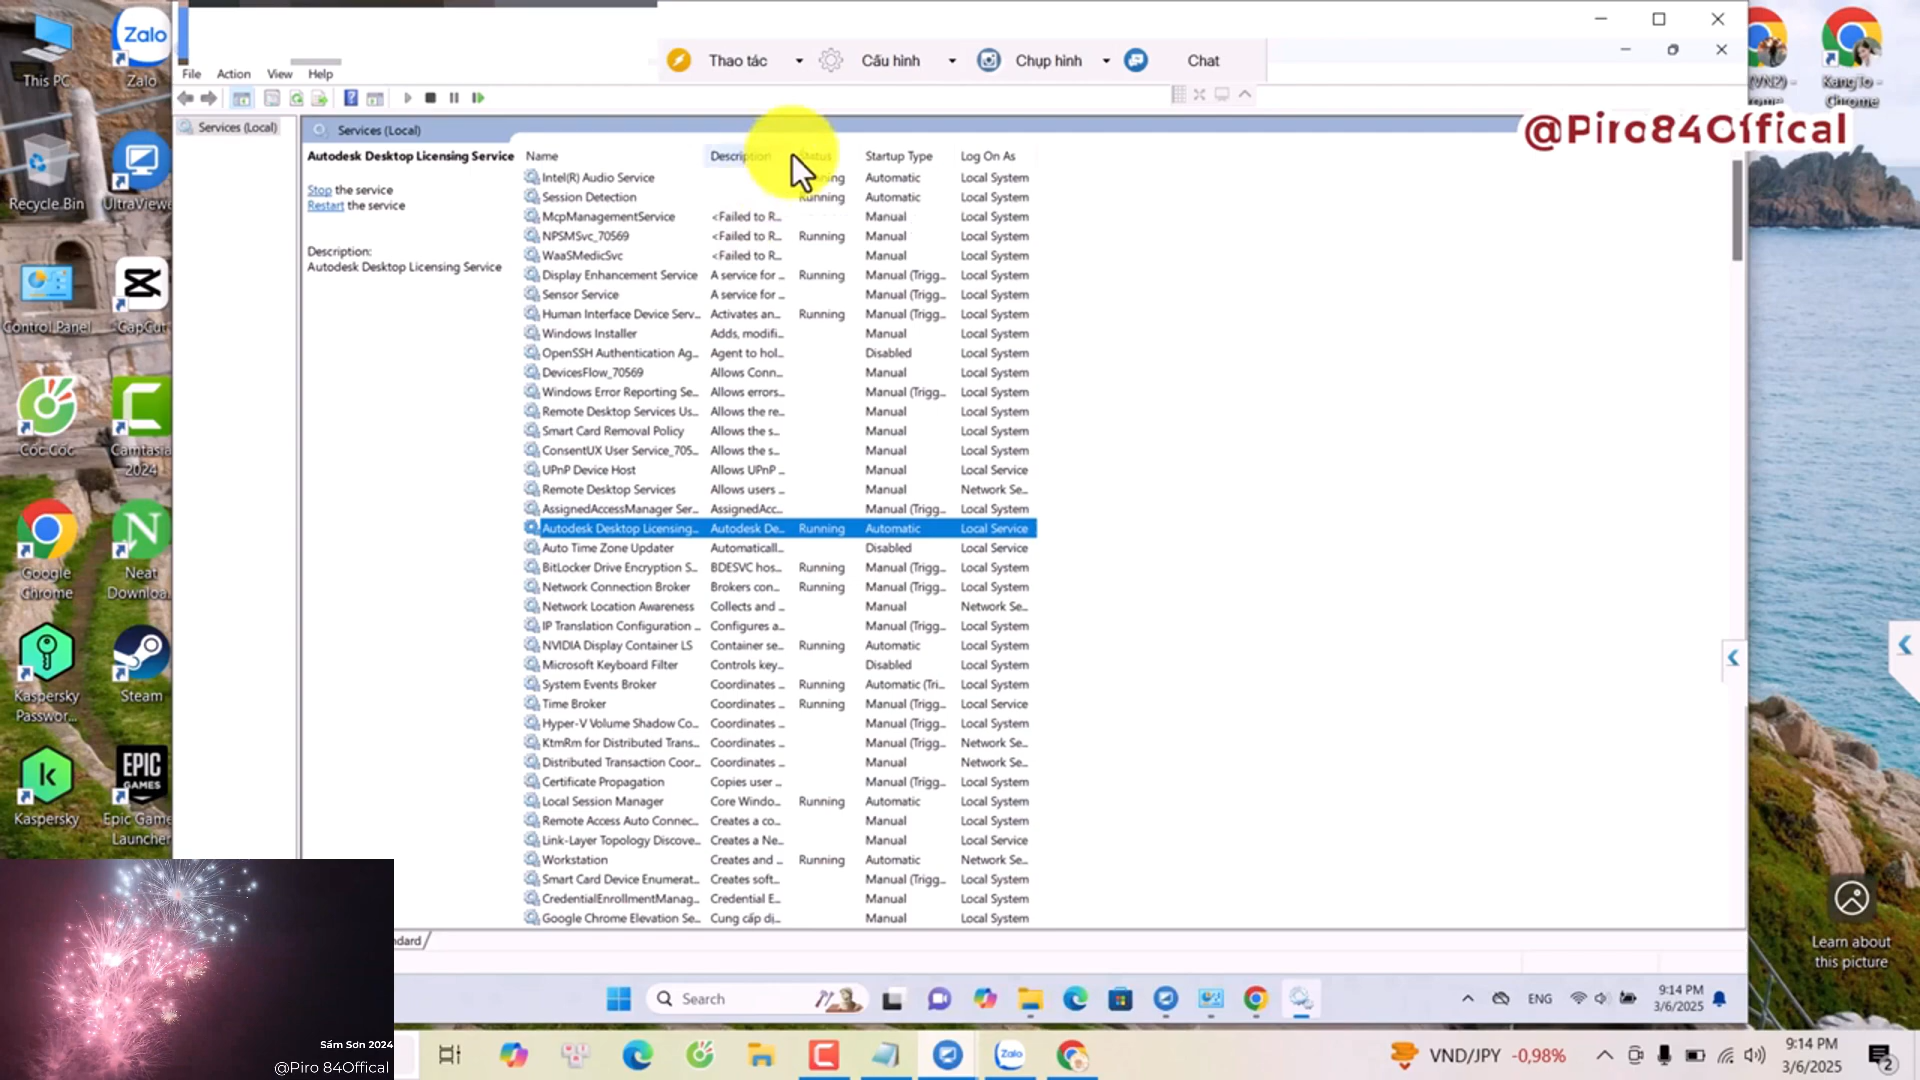 This PC
Zalo
Zalo
Recycle Bin
UltraViewe
Control Panel
CapCut
Cốc Cốc
Camtasia
2024
Google
Chrome
Neat
Downloa...
Kaspersky
Passwor...
Steam
Kaspersky
EPIC
GAMES
Epic Game
Launcher
Thao tác
Cấu hình
Chụp hình
Chat
File Action View Help
Services (Local)
Services (Local)
Autodesk Desktop Licensing Service
Stop the service
Restart the service
Description:
Autodesk Desktop Licensing Service
Name Description Status Startup Type Log On As
Intel(R) Audio Service Automatic Local System
Session Detection Running Automatic Local System
McpManagementService <Failed to R... Manual Local System
NPSMSvc_70569 <Failed to R... Running Manual Local System
WaaSMedicSvc <Failed to R... Manual Local System
Display Enhancement Service A service for ... Running Manual (Trigg... Local System
Sensor Service A service for ... Manual (Trigg... Local System
Human Interface Device Serv... Activates an... Running Manual (Trigg... Local System
Windows Installer Adds, modifi... Manual Local System
OpenSSH Authentication Ag... Agent to hol... Disabled Local System
DevicesFlow_70569 Allows Conn... Manual Local System
Windows Error Reporting Se... Allows errors... Manual (Trigg... Local System
Remote Desktop Services Us... Allows the re... Manual Local System
Smart Card Removal Policy Allows the s... Manual Local System
ConsentUX User Service_705... Allows the s... Manual Local System
UPnP Device Host Allows UPnP ... Manual Local Service
Remote Desktop Services Allows users ... Manual Network Se...
AssignedAccessManager Ser... AssignedAcc... Manual (Trigg... Local System
Autodesk Desktop Licensing... Autodesk De... Running Automatic Local Service
Auto Time Zone Updater Automaticall... Disabled Local Service
BitLocker Drive Encryption S... BDESVC hos... Running Manual (Trigg... Local System
Network Connection Broker Brokers con... Running Manual (Trigg... Local System
Network Location Awareness Collects and ... Manual Network Se...
IP Translation Configuration ... Configures a... Manual (Trigg... Local System
NVIDIA Display Container LS Container se... Running Automatic Local System
Microsoft Keyboard Filter Controls key... Disabled Local System
System Events Broker Coordinates ... Running Automatic (Tri... Local System
Time Broker Coordinates ... Running Manual (Trigg... Local Service
Hyper-V Volume Shadow Co... Coordinates ... Manual (Trigg... Local System
KtmRm for Distributed Trans... Coordinates ... Manual (Trigg... Network Se...
Distributed Transaction Coor... Coordinates ... Manual Network Se...
Certificate Propagation Copies user ... Manual (Trigg... Local System
Local Session Manager Core Windo... Running Automatic Local System
Remote Access Auto Connec... Creates a co... Manual Local System
Link-Layer Topology Discove... Creates a Ne... Manual Local Service
Workstation Creates and ... Running Automatic Network Se...
Smart Card Device Enumerat... Creates soft... Manual (Trigg... Local System
CredentialEnrollmentManag... Credential E... Manual Local System
Google Chrome Elevation Se... Cung cấp dị... Manual Local System
ndard
(VN2) -
KangTo -
Chrome
@Piro84Offical
Learn about
this picture
Search
ENG
9:14 PM
3/6/2025
Sầm Sơn 2024
@Piro 84Offical
Zalo
VND/JPY -0,98%
9:14 PM
3/6/2025
2